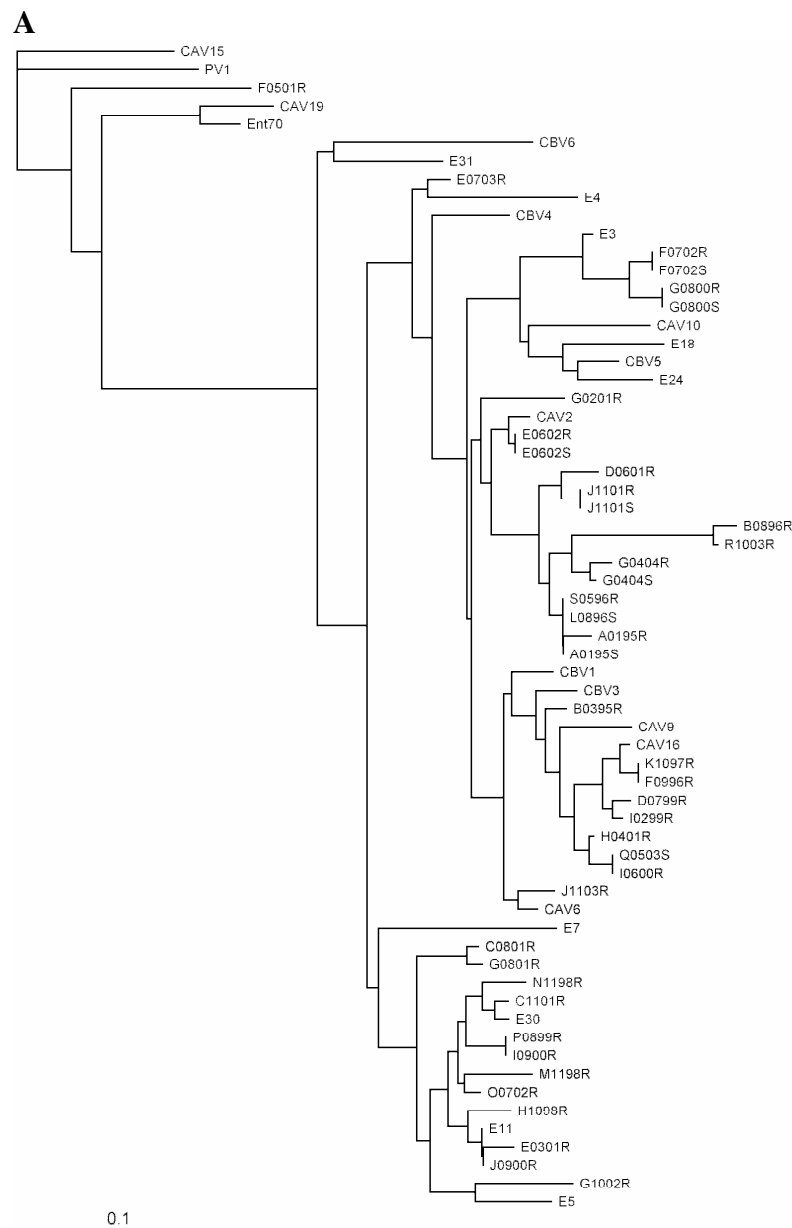 A
CAV15
PV1
F0501R
CAV19
Ent70
CBV6
E31
E0703R
E4
CBV4
E3
F0702R
F0702S
G0800R
G0800S
CAV10
E18
CBV5
E24
G0201R
CAV2
E0602R
E0602S
D0601R
J1101R
J1101S
B0896R
R1003R
G0404R
G0404S
S0596R
L0896S
A0195R
A0195S
CBV1
CBV3
B0395R
CAV9
CAV16
K1097R
F0996R
D0799R
I0299R
H0401R
Q0503S
I0600R
J1103R
CAV6
E7
C0801R
G0801R
N1198R
C1101R
E30
P0899R
I0900R
M1198R
O0702R
H1098R
E11
E0301R
J0900R
G1002R
E5
0.1